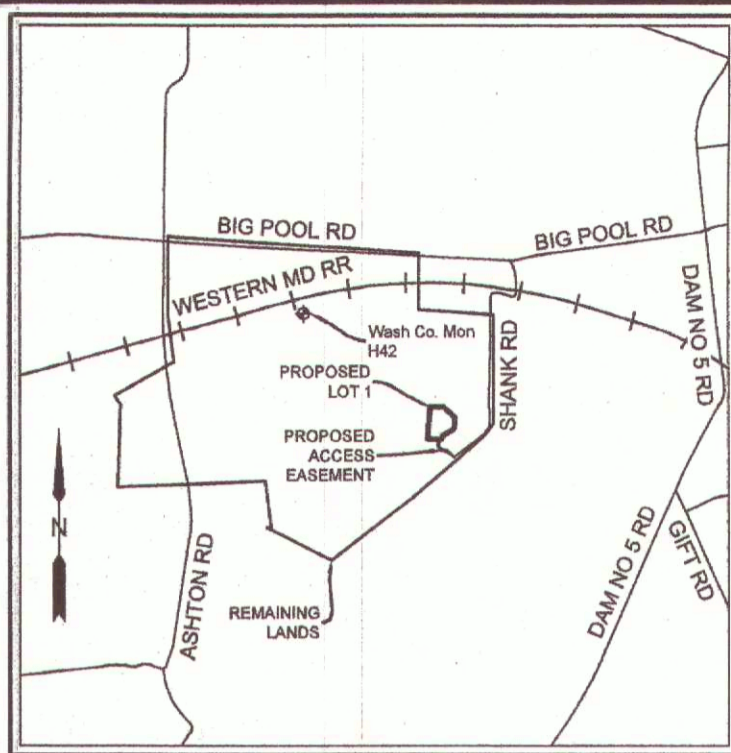 BIG POOL RD
BIG POOL RD
WESTERN MD RR
DAM NO 5 RD
Wash Co. Mon
H42
SHANK RD
PROPOSED
LOT 1
PROPOSED
ACCESS
EASEMENT
N
ASHTON RD
DAM NO 5 RD
GIFT RD
REMAINING
LANDS